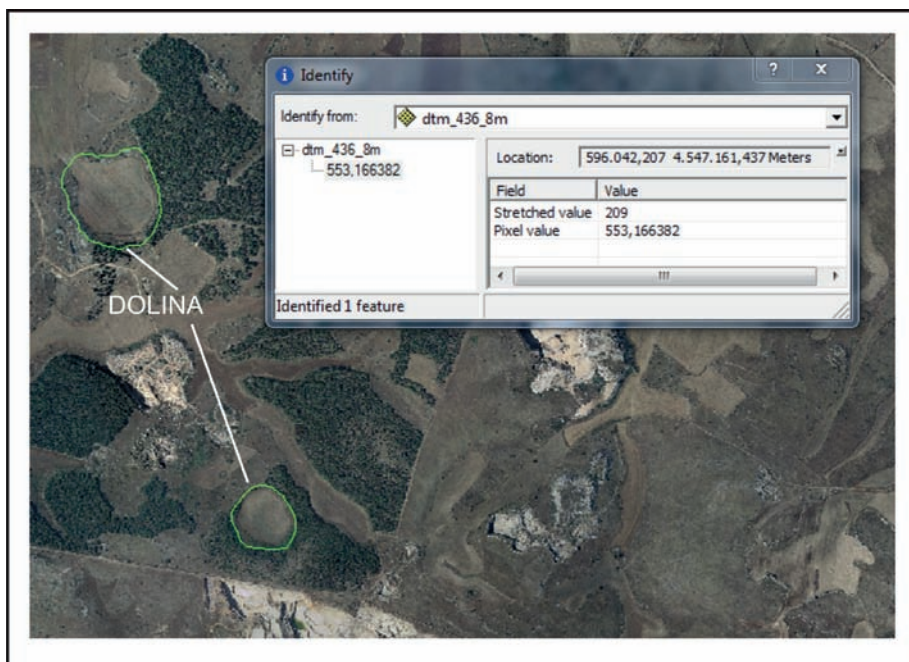 Identify
Identify from: dtm_436_8m
dtm_436_8m
553,166382
Location: 596.042,207 4.547.161,437 Meters
Field Value
Stretched value 209
Pixel value 553,166382
Identified 1 feature
DOLINA